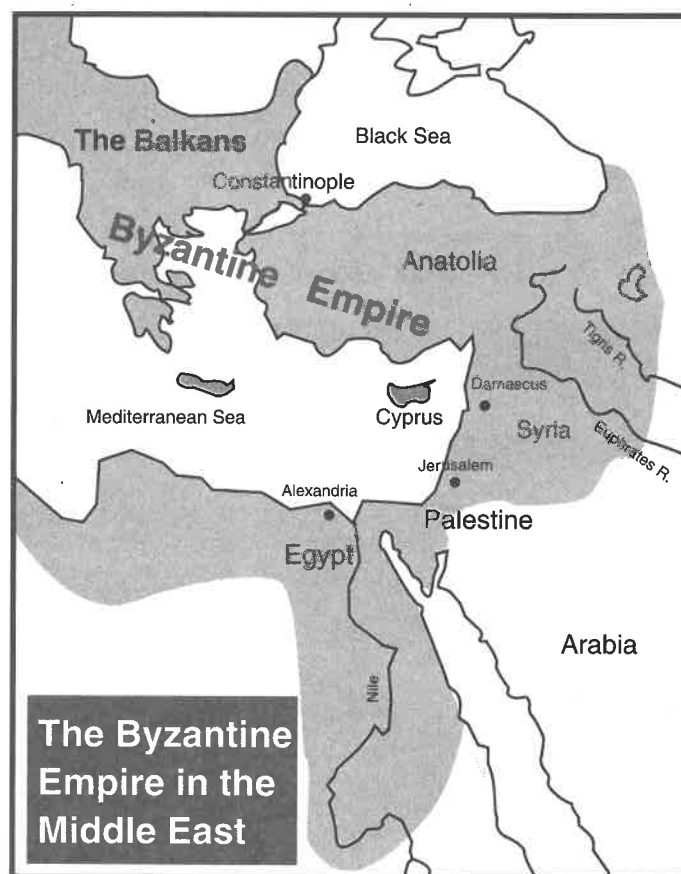 The Balkans
Black Sea
Constantinople
Byzantine Empire
Anatolia
Tigris R.
Damascus
Mediterranean Sea
Cyprus
Syria
Euphrates R.
Jerusalem
Alexandria
Palestine
Egypt
Arabia
Nile
The Byzantine
Empire in the
Middle East